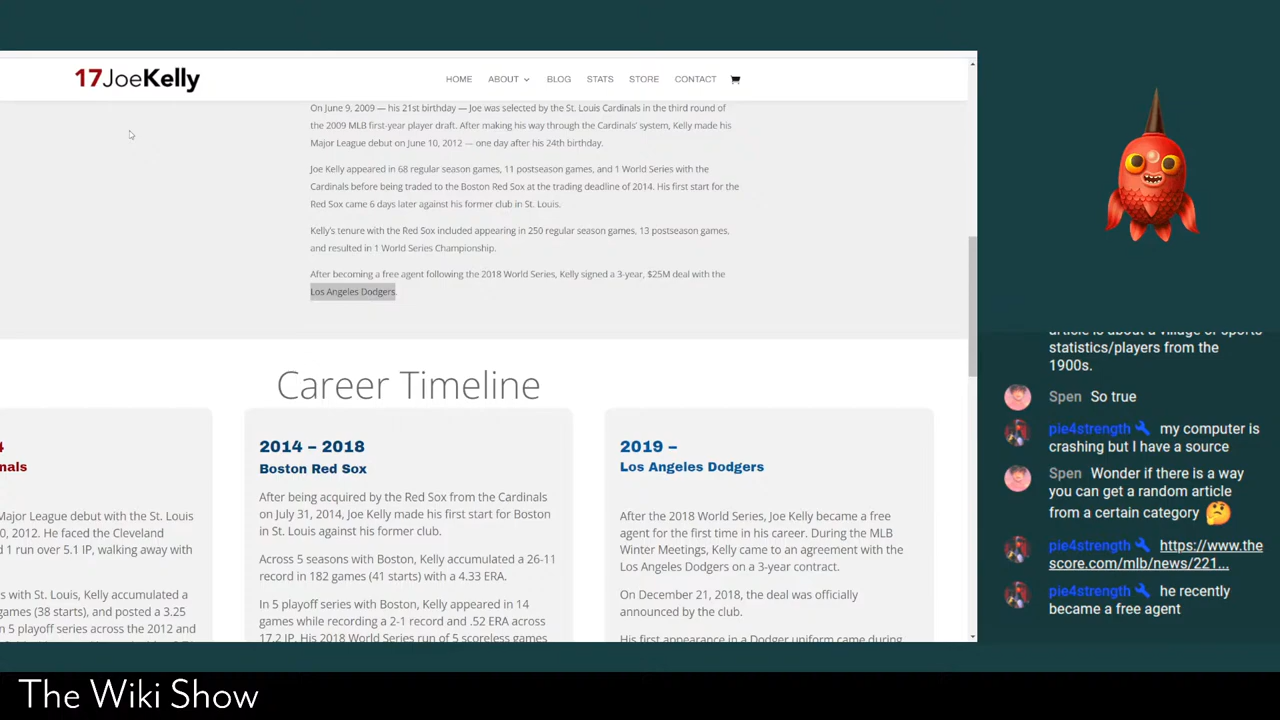 17JoeKelly
HOME
ABOUT
BLOG
STATS
STORE
CONTACT
On June 9, 2009 — his 21st birthday — Joe was selected by the St. Louis Cardinals in the third round of
the 2009 MLB first-year player draft. After making his way through the Cardinals' system, Kelly made his
Major League debut on June 10, 2012 — one day after his 24th birthday.
Joe Kelly appeared in 68 regular season games, 11 postseason games, and 1 World Series with the
Cardinals before being traded to the Boston Red Sox at the trading deadline of 2014. His first start for the
Red Sox came 6 days later against his former club in St. Louis.
Kelly's tenure with the Red Sox included appearing in 250 regular season games, 13 postseason games,
and resulted in 1 World Series Championship.
After becoming a free agent following the 2018 World Series, Kelly signed a 3-year, $25M deal with the
Los Angeles Dodgers.
Career Timeline
4
nals
Major League debut with the St. Louis
0, 2012. He faced the Cleveland
d 1 run over 5.1 IP, walking away with
s with St. Louis, Kelly accumulated a
games (38 starts), and posted a 3.25
n 5 playoff series across the 2012 and
2014 – 2018
Boston Red Sox
After being acquired by the Red Sox from the Cardinals
on July 31, 2014, Joe Kelly made his first start for Boston
in St. Louis against his former club.
Across 5 seasons with Boston, Kelly accumulated a 26-11
record in 182 games (41 starts) with a 4.33 ERA.
In 5 playoff series with Boston, Kelly appeared in 14
games while recording a 2-1 record and .52 ERA across
17.2 IP. His 2018 World Series run of 5 scoreless games
2019 –
Los Angeles Dodgers
After the 2018 World Series, Joe Kelly became a free
agent for the first time in his career. During the MLB
Winter Meetings, Kelly came to an agreement with the
Los Angeles Dodgers on a 3-year contract.
On December 21, 2018, the deal was officially
announced by the club.
His first appearance in a Dodger uniform came during
article is about a village or sports
statistics/players from the
1900s.
Spen So true
pie4strength my computer is
crashing but I have a source
Spen Wonder if there is a way
you can get a random article
from a certain category 🤔
pie4strength https://www.the
score.com/mlb/news/221...
pie4strength he recently
became a free agent
The Wiki Show